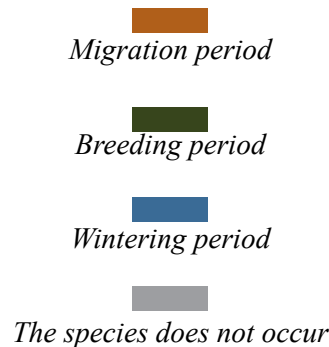 Migration period
Breeding period
Wintering period
The species does not occur